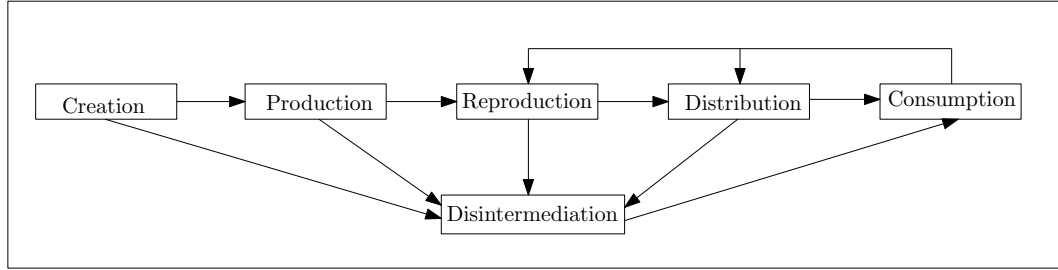 Creation
Production
Reproduction
Distribution
Consumption
Disintermediation